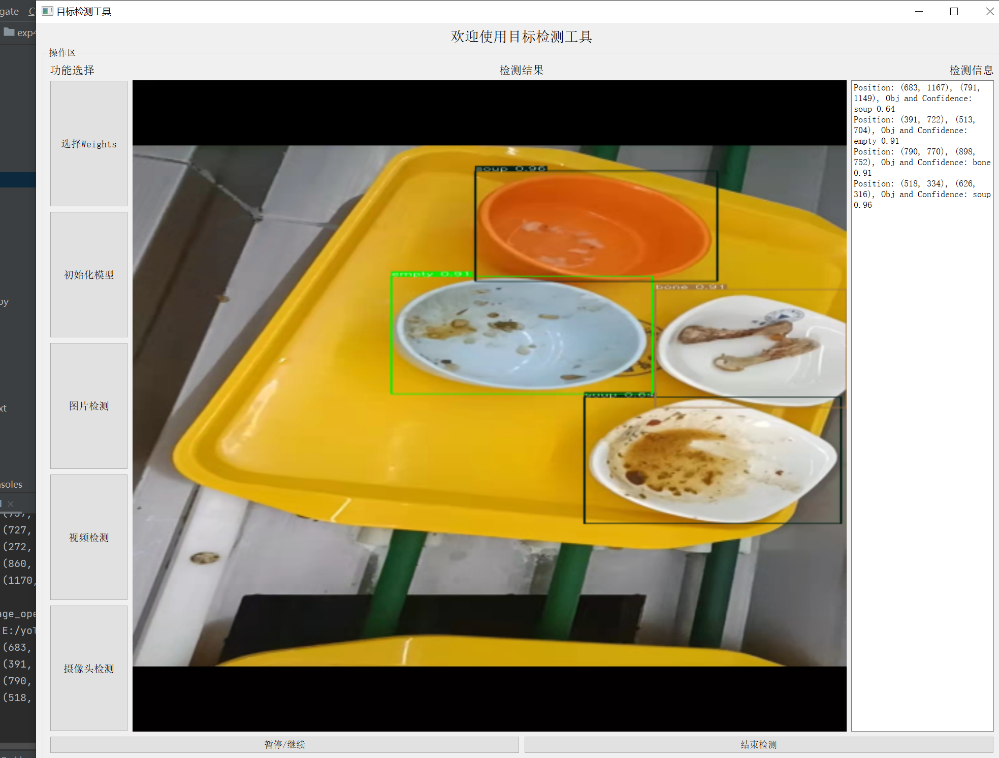 gate
目标检测工具
exp4
欢迎使用目标检测工具
操作区
功能选择
检测结果
检测信息
选择Weights
初始化模型
图片检测
视频检测
摄像头检测
soup 0.96
empty 0.91
bone 0.91
soup 0.64
Position: (683, 1167), (791,
1149), Obj and Confidence:
soup 0.64
Position: (391, 722), (513,
704), Obj and Confidence:
empty 0.91
Position: (790, 770), (898,
752), Obj and Confidence: bone
0.91
Position: (518, 334), (626,
316), Obj and Confidence: soup
0.96
py
xt
soles
(727,
(272,
(860,
(1170,
age_ope
E:/yol
(683,
(391,
(790,
(518,
暂停/继续
结束检测